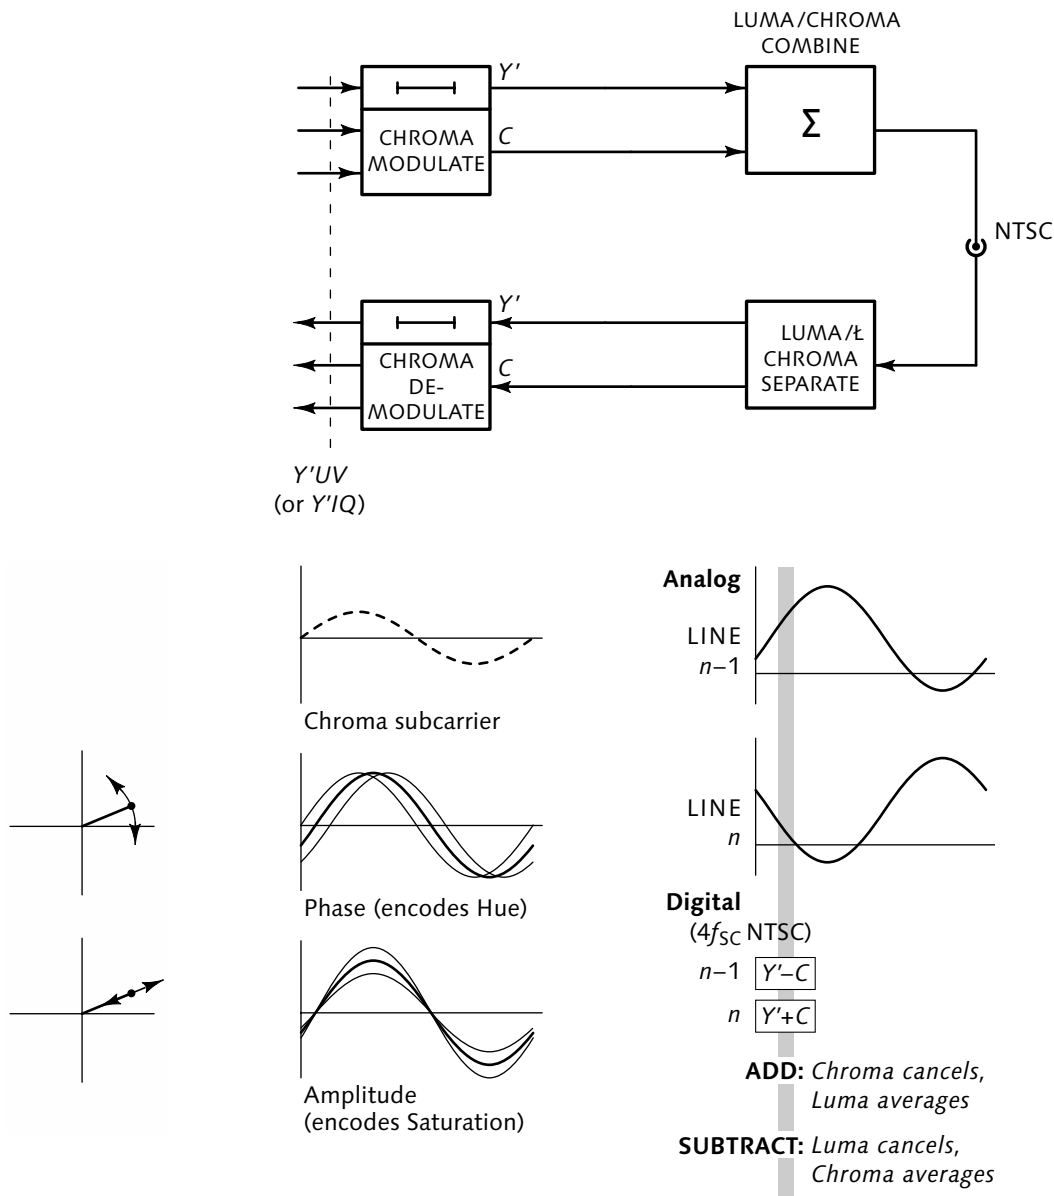 LUMA/CHROMA
COMBINE
Y'
Σ
CHROMA
MODULATE
C
NTSC
Y'
LUMA/Ł
CHROMA
SEPARATE
CHROMA
DE-
MODULATE
C
Y'UV
(or Y'IQ)
Chroma subcarrier
Phase (encodes Hue)
Amplitude
(encodes Saturation)
Analog
LINE
n–1
LINE
n
Digital
(4fSC NTSC)
n–1 Y'–C
n Y'+C
ADD: Chroma cancels,
Luma averages
SUBTRACT: Luma cancels,
Chroma averages